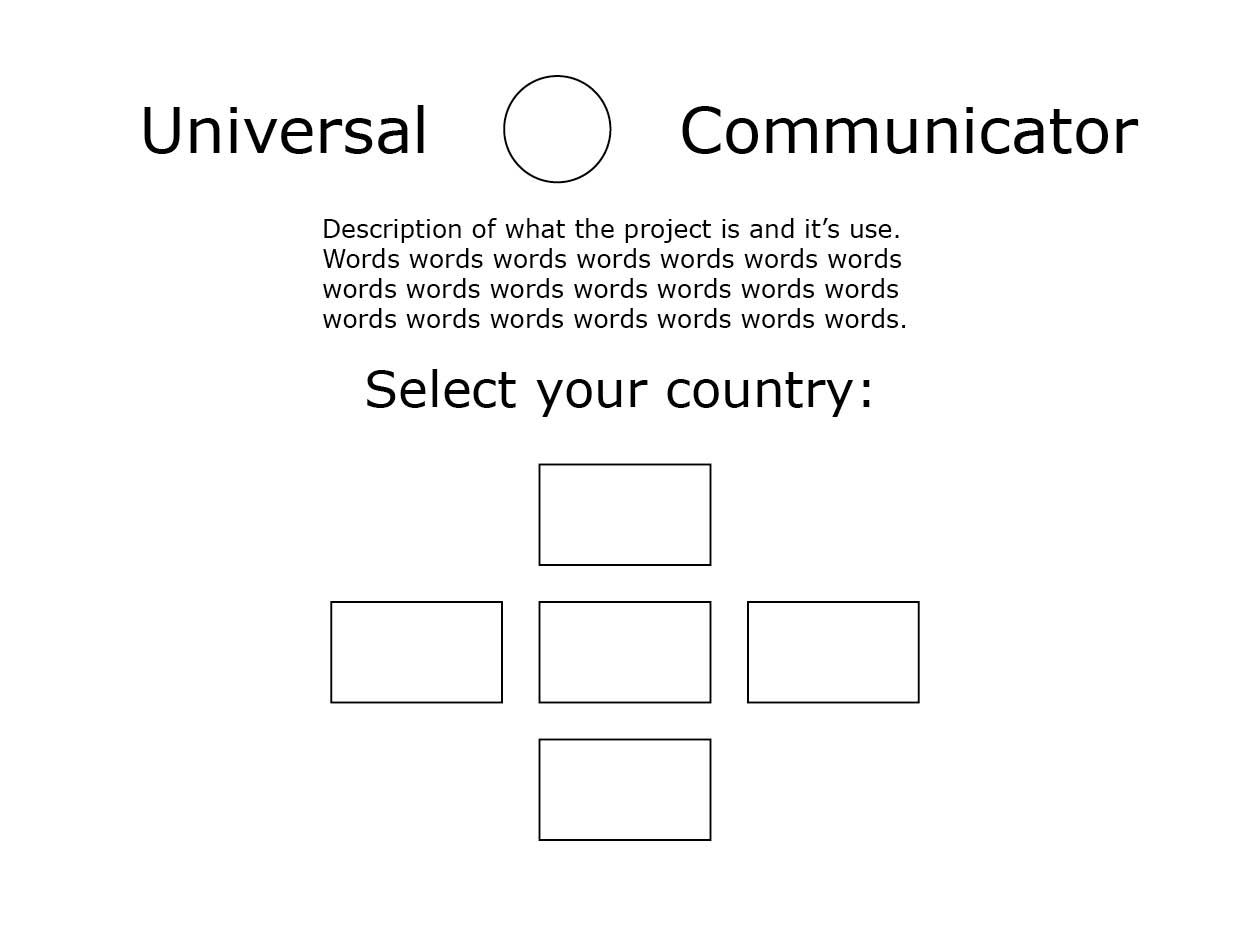 Universal Communicator
Description of what the project is and it’s use.
Words words words words words words words
words words words words words words words
words words words words words words words.
Select your country: